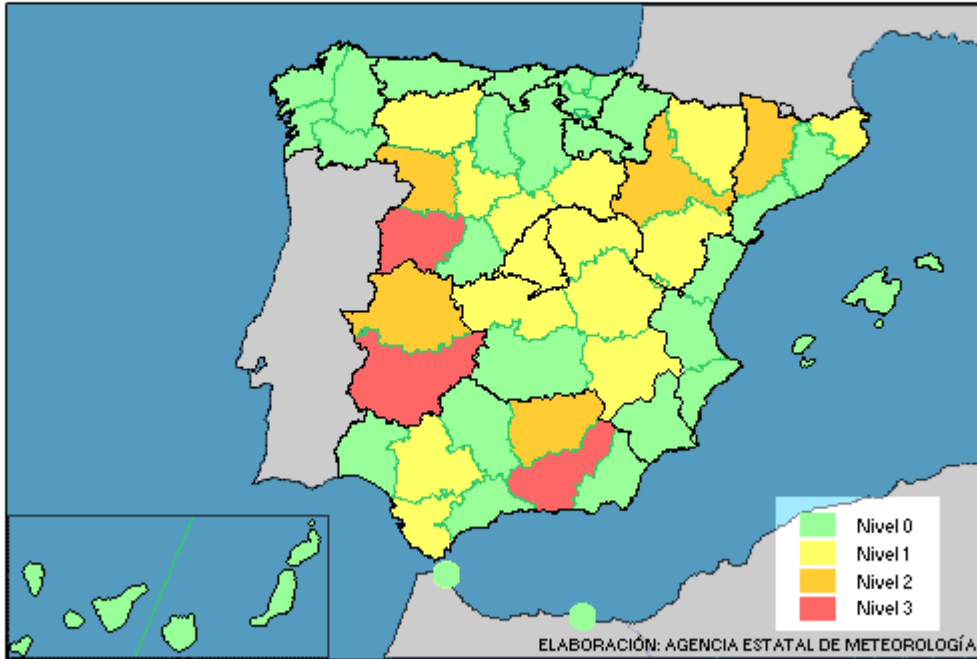 Nivel 0
Nivel 1
Nivel 2
Nivel 3
ELABORACIÓN: AGENCIA ESTATAL DE METEOROLOGÍA